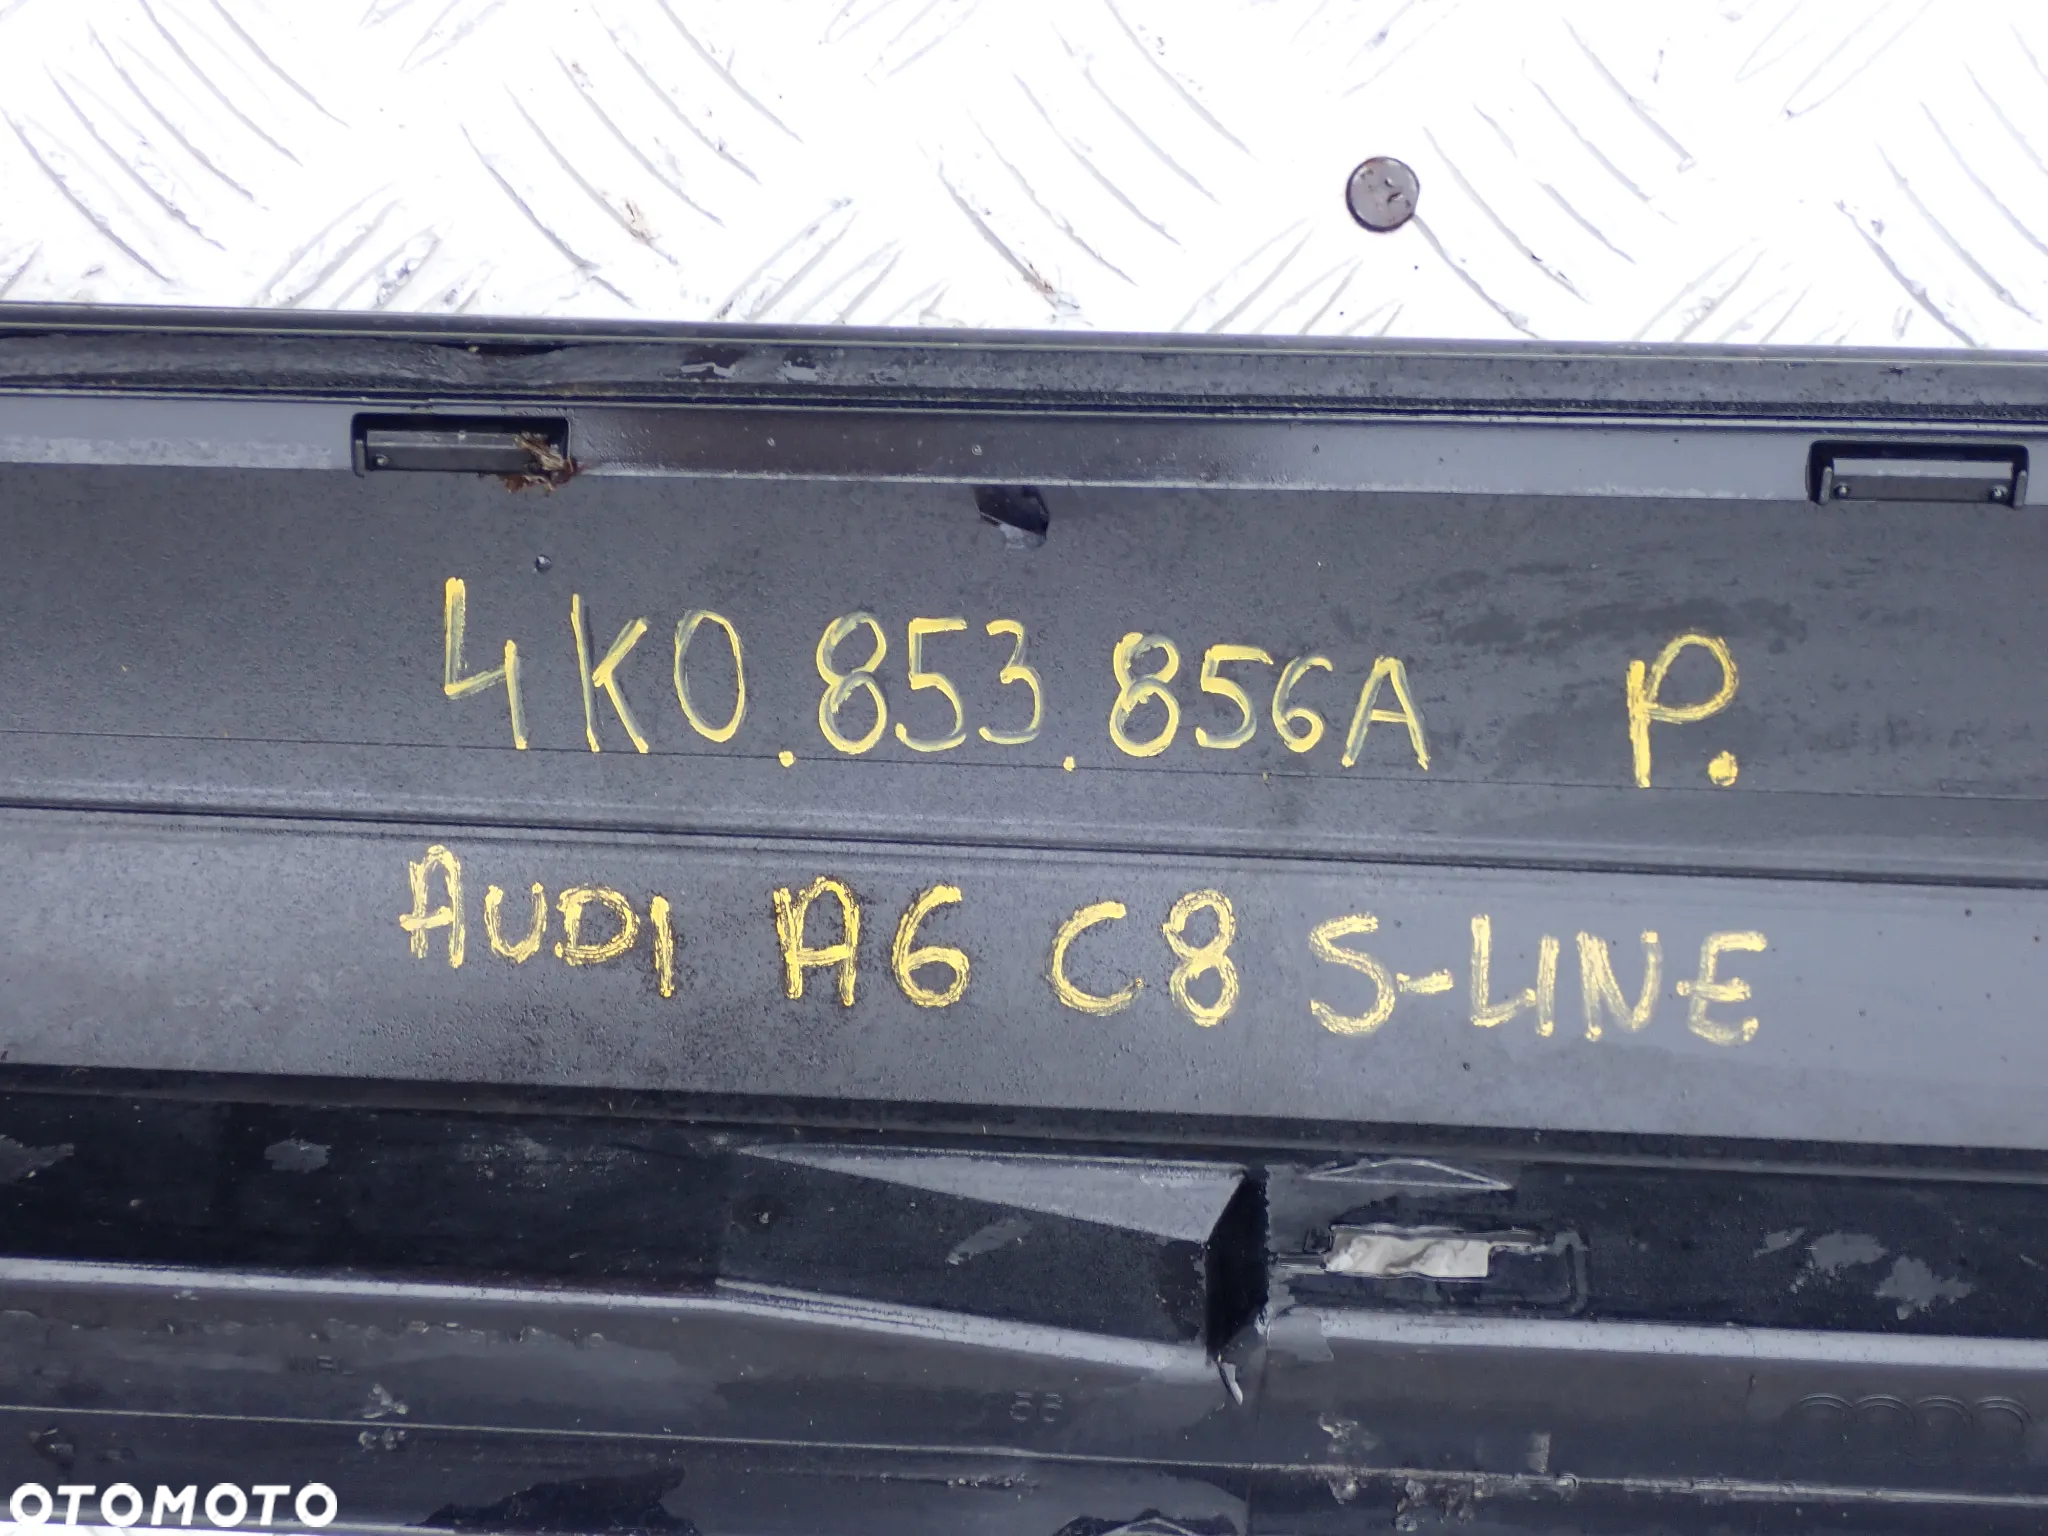 4K0.853.856A P.
AUDI A6 C8 S-LINE
OTOMOTO